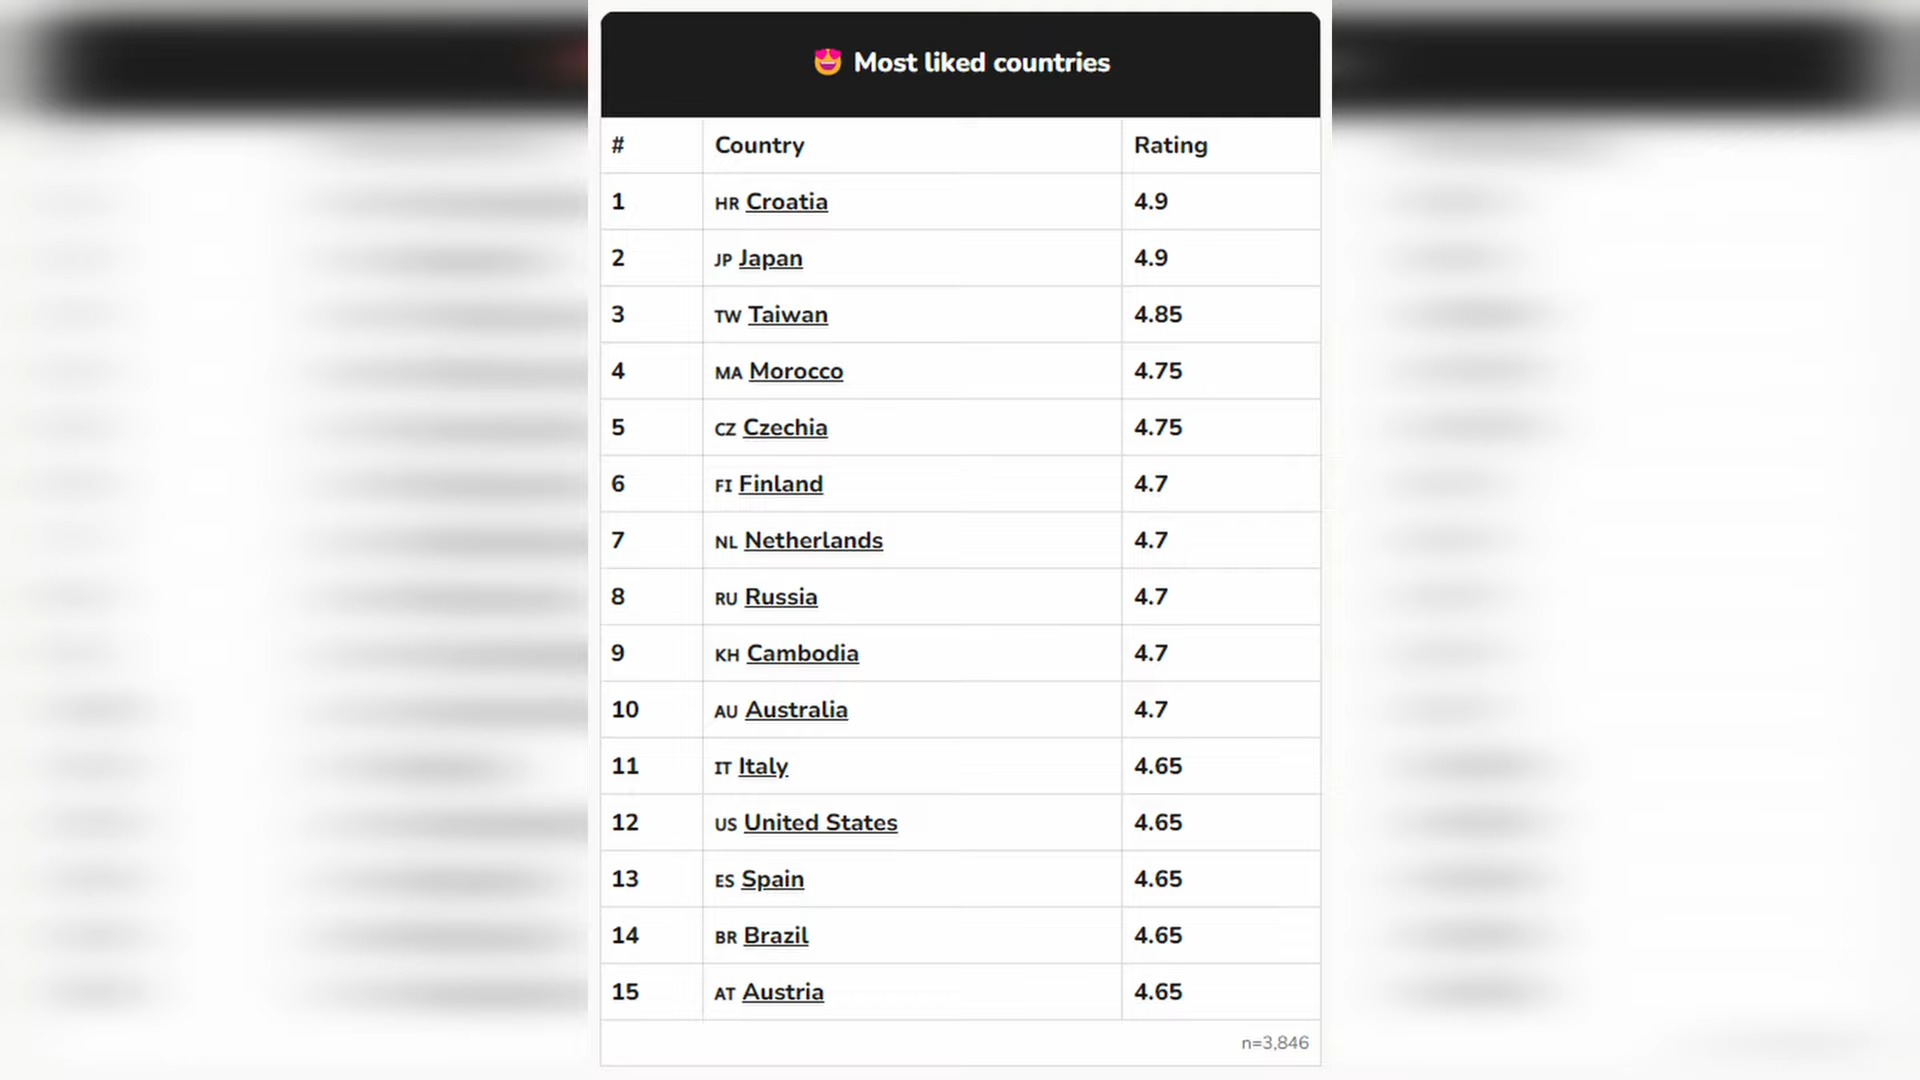 🤩 Most liked countries
# Country Rating
1 HR Croatia 4.9
2 JP Japan 4.9
3 TW Taiwan 4.85
4 MA Morocco 4.75
5 CZ Czechia 4.75
6 FI Finland 4.7
7 NL Netherlands 4.7
8 RU Russia 4.7
9 KH Cambodia 4.7
10 AU Australia 4.7
11 IT Italy 4.65
12 US United States 4.65
13 ES Spain 4.65
14 BR Brazil 4.65
15 AT Austria 4.65
n=3,846